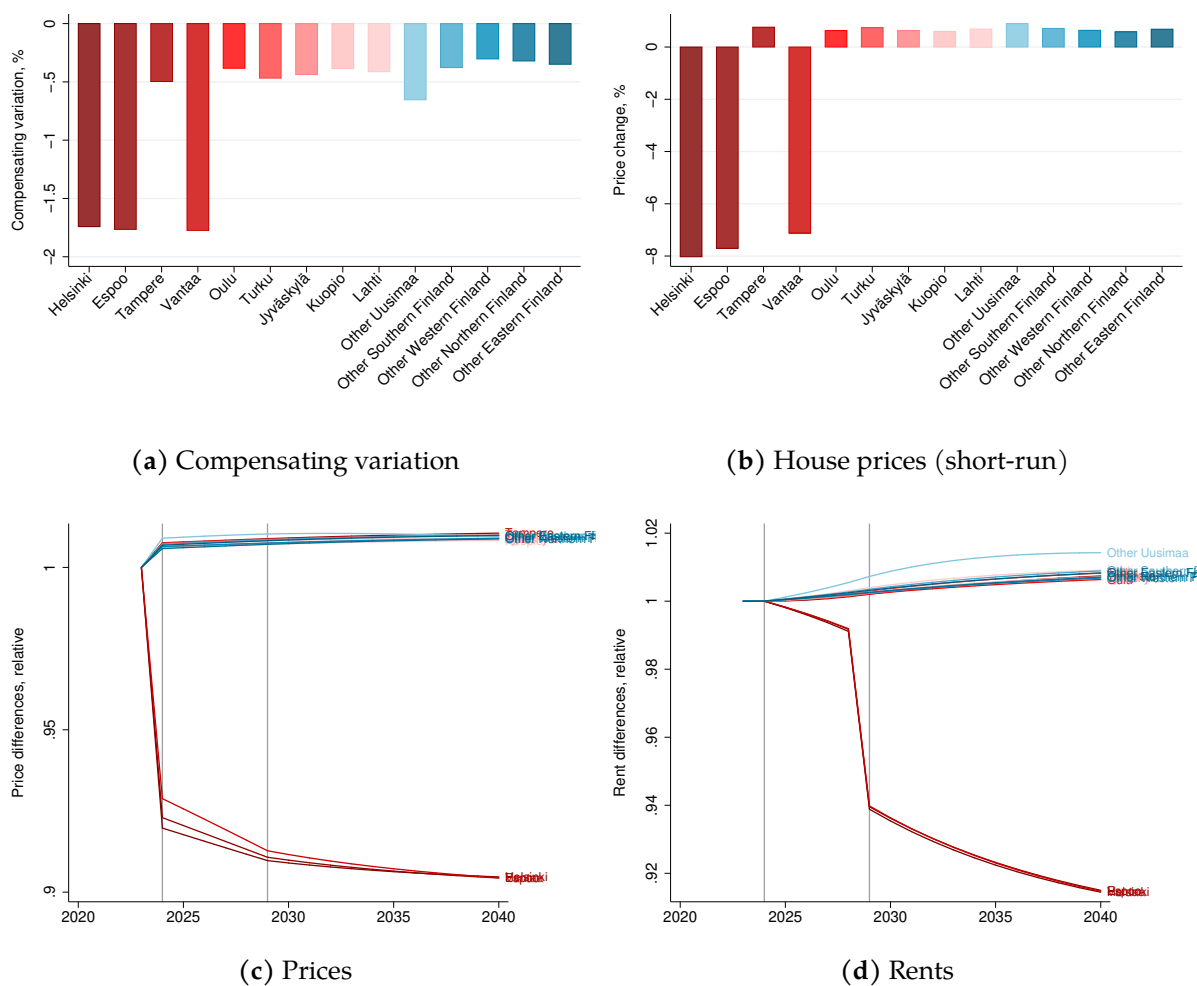 Compensating variation, %
0
-.5
-1
-1.5
-2
Helsinki
Espoo
Tampere
Vantaa
Oulu
Turku
Jyväskylä
Kuopio
Lahti
Other Uusimaa
Other Southern Finland
Other Western Finland
Other Northern Finland
Other Eastern Finland
(a) Compensating variation
Price change, %
0
-2
-4
-6
-8
Helsinki
Espoo
Tampere
Vantaa
Oulu
Turku
Jyväskylä
Kuopio
Lahti
Other Uusimaa
Other Southern Finland
Other Western Finland
Other Northern Finland
Other Eastern Finland
(b) House prices (short-run)
Price differences, relative
1
.95
.9
2020
2025
2030
2035
2040
(c) Prices
Rent differences, relative
1.02
1
.98
.96
.94
.92
Other Uusimaa
2020
2025
2030
2035
2040
(d) Rents